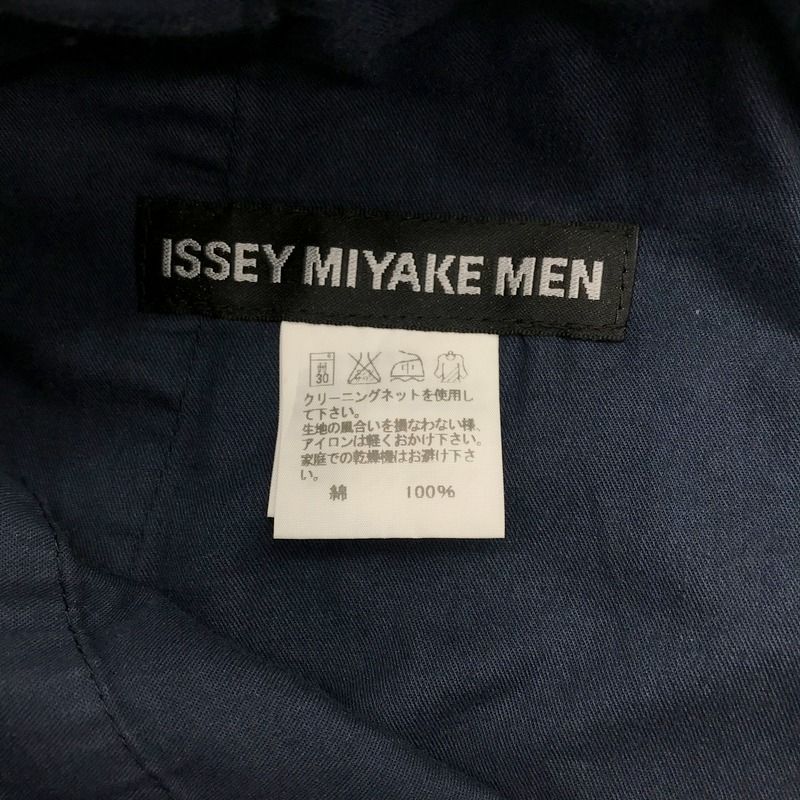 ISSEY MIYAKE MEN
30
クリーニングネットを使用し
て下さい。
生地の風合いを損なわない様、
アイロンは軽くおかけ下さい。
家庭での乾燥機はお避け下さ
い。
綿 100%